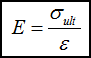 E = σ_ult / ε